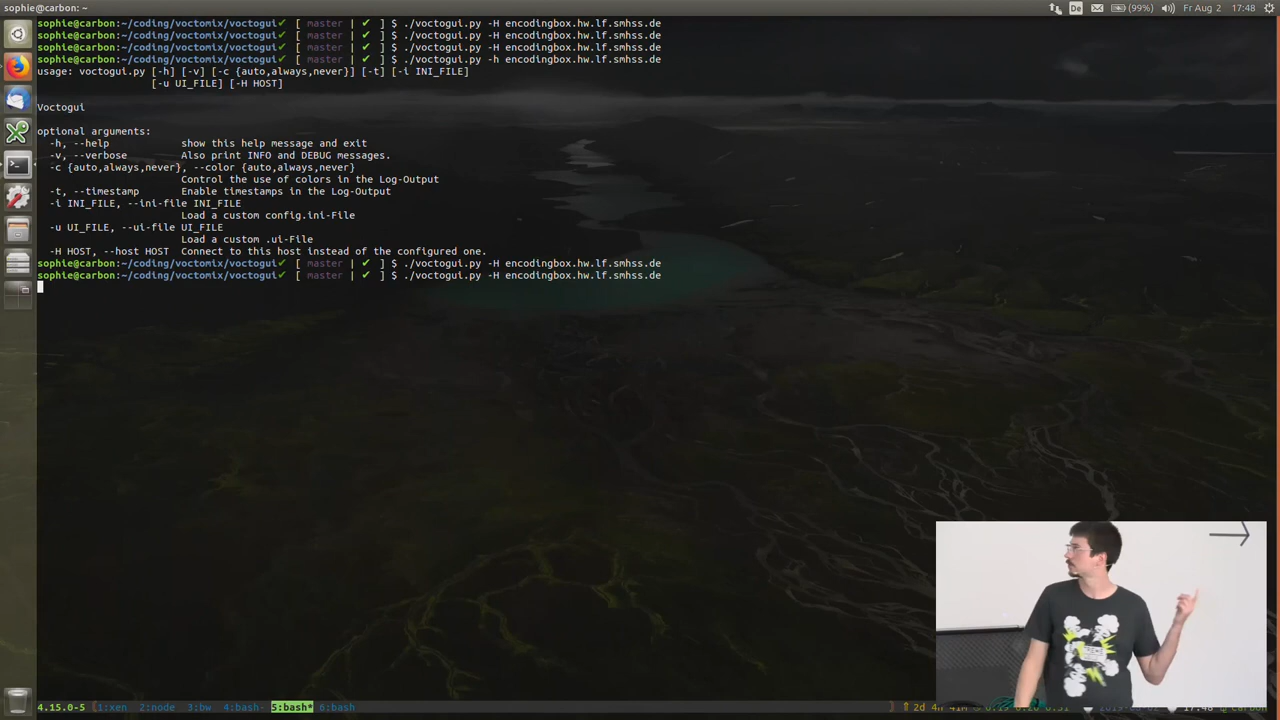 sophie@carbon: ~
De
(99%)
Fr Aug 2
17:48
sophie@carbon:~/coding/voctomix/voctogui✔ [ master | ✔ ] $ ./voctogui.py -H encodingbox.hw.lf.smhss.de
sophie@carbon:~/coding/voctomix/voctogui✔ [ master | ✔ ] $ ./voctogui.py -H encodingbox.hw.lf.smhss.de
sophie@carbon:~/coding/voctomix/voctogui✔ [ master | ✔ ] $ ./voctogui.py -H encodingbox.hw.lf.smhss.de
sophie@carbon:~/coding/voctomix/voctogui✔ [ master | ✔ ] $ ./voctogui.py -h encodingbox.hw.lf.smhss.de
usage: voctogui.py [-h] [-v] [-c {auto,always,never}] [-t] [-i INI_FILE]
[-u UI_FILE] [-H HOST]
Voctogui
optional arguments:
-h, --help show this help message and exit
-v, --verbose Also print INFO and DEBUG messages.
-c {auto,always,never}, --color {auto,always,never}
Control the use of colors in the Log-Output
-t, --timestamp Enable timestamps in the Log-Output
-i INI_FILE, --ini-file INI_FILE
Load a custom config.ini-File
-u UI_FILE, --ui-file UI_FILE
Load a custom .ui-File
-H HOST, --host HOST Connect to this host instead of the configured one.
sophie@carbon:~/coding/voctomix/voctogui✔ [ master | ✔ ] $ ./voctogui.py -H encodingbox.hw.lf.smhss.de
sophie@carbon:~/coding/voctomix/voctogui✔ [ master | ✔ ] $ ./voctogui.py -H encodingbox.hw.lf.smhss.de
4.15.0-5 1:xen 2:node 3:bw 4:bash- 5:bash* 6:bash